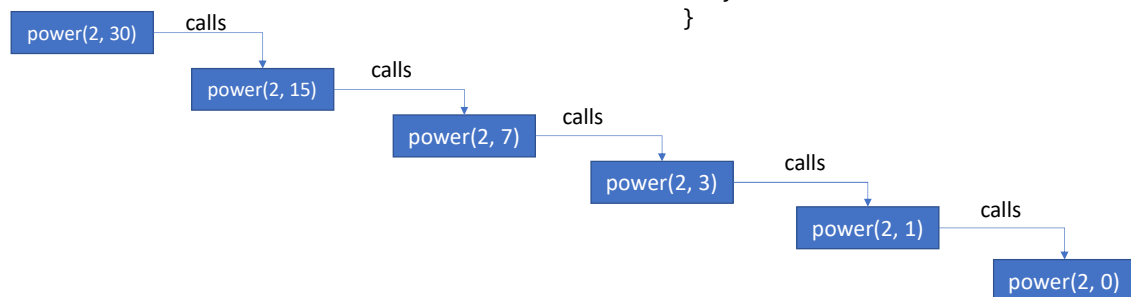 }
power(2, 30)
calls
power(2, 15)
calls
power(2, 7)
calls
power(2, 3)
calls
power(2, 1)
calls
power(2, 0)